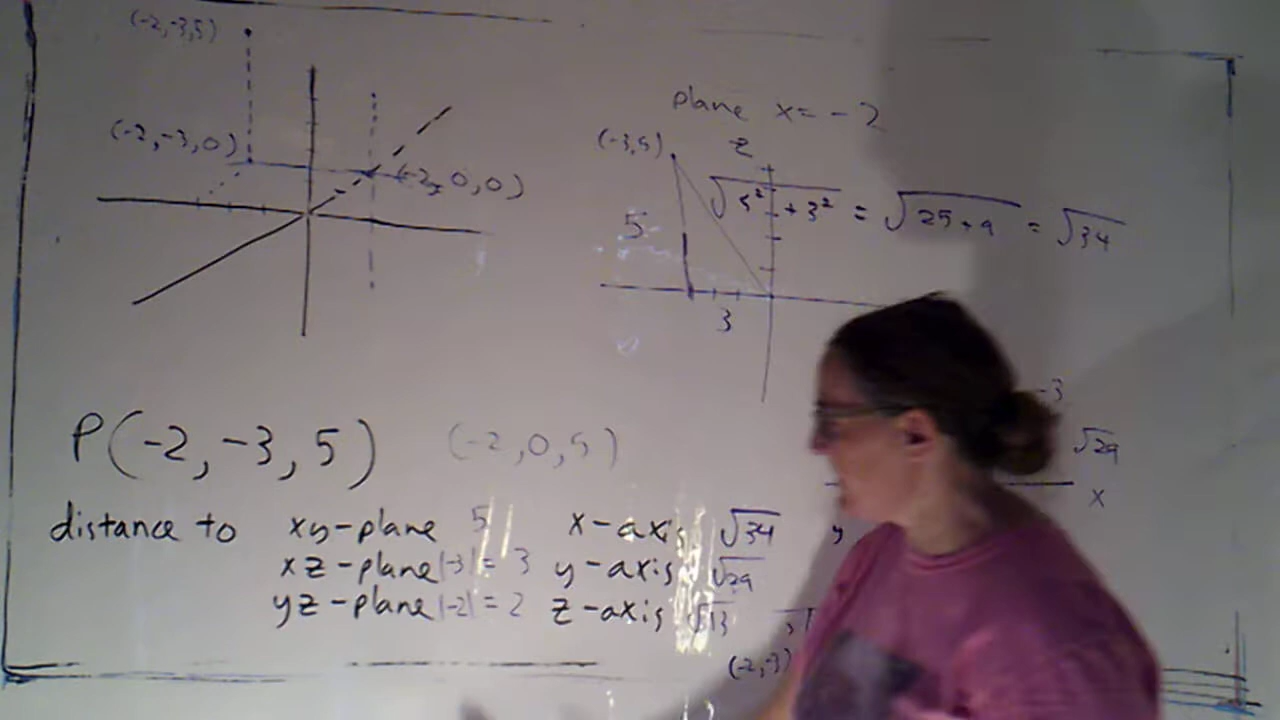 (-2,-3,5)
(-2,-3,0)
(-2,0,0)
plane x=-2
(-3,5)
z
√5²+3² = √25+9 = √34
5
3
-3
√29
x
y
P(-2,-3,5) (-2,0,5)
distance to xy-plane 5 x-axis √34
xz-plane |-3| = 3 y-axis √29
yz-plane |-2| = 2 z-axis √13
(-2,-3)